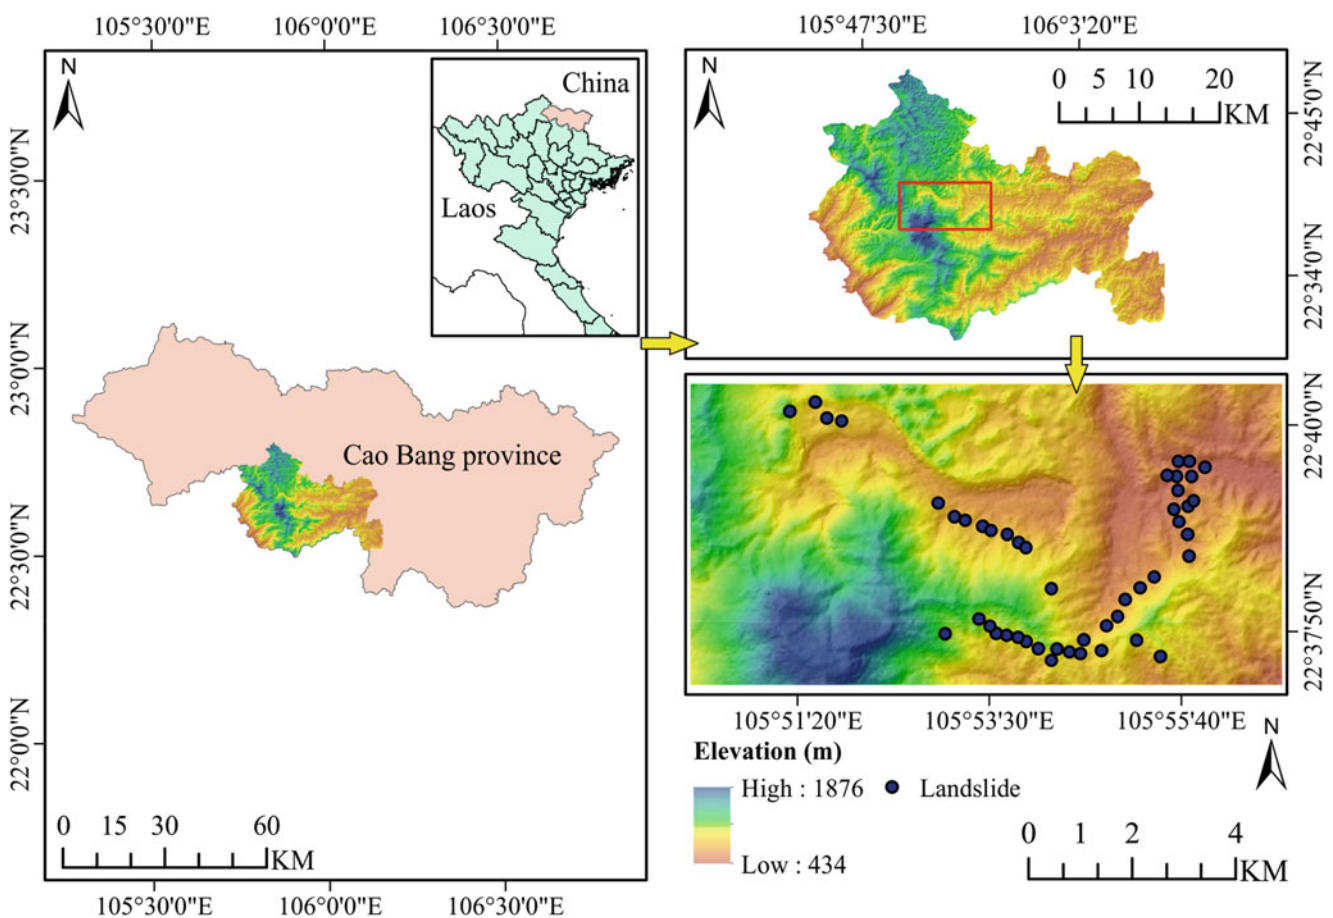 105°30'0"E 106°0'0"E 106°30'0"E
N
China
Laos
23°30'0"N
23°0'0"N
22°30'0"N
22°0'0"N
Cao Bang province
0 15 30 60
KM
105°30'0"E 106°0'0"E 106°30'0"E
105°47'30"E 106°3'20"E
N
0 5 10 20
KM
22°45'0"N
22°34'0"N
22°40'0"N
22°37'50"N
105°51'20"E 105°53'30"E 105°55'40"E
Elevation (m)
High : 1876
Low : 434
Landslide
N
0 1 2 4
KM